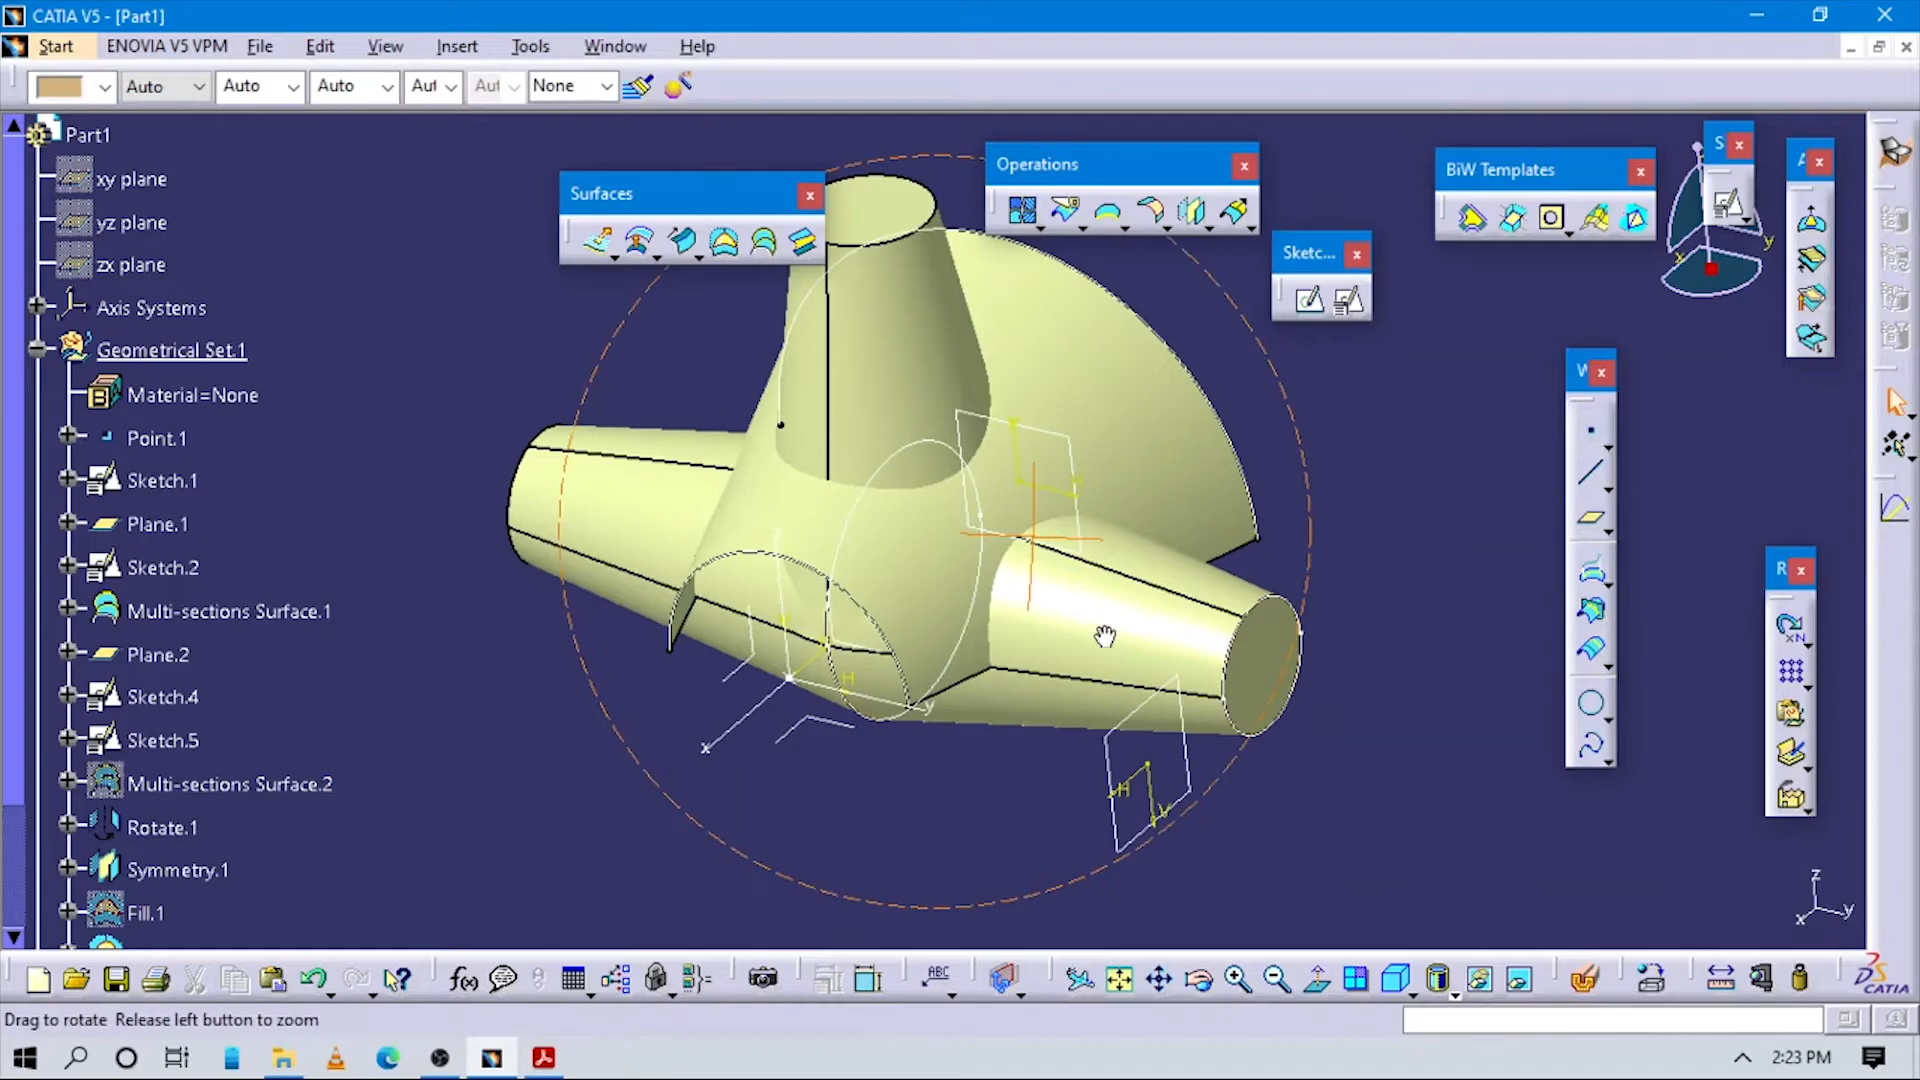 CATIA V5 - [Part1]
Start ENOVIA V5 VPM File Edit View Insert Tools Window Help
Auto Auto Auto Aut Aut None
Part1
xy plane
yz plane
zx plane
Axis Systems
Geometrical Set.1
Material=None
Point.1
Sketch.1
Plane.1
Sketch.2
Multi-sections Surface.1
Plane.2
Sketch.4
Sketch.5
Multi-sections Surface.2
Rotate.1
Symmetry.1
Fill.1
Surfaces
Operations
Sketc...
BiW Templates
S
W
R
H
x
y
H
V
y
x
z
y
x
f(x)
ABC
CATIA
Drag to rotate Release left button to zoom
2:23 PM